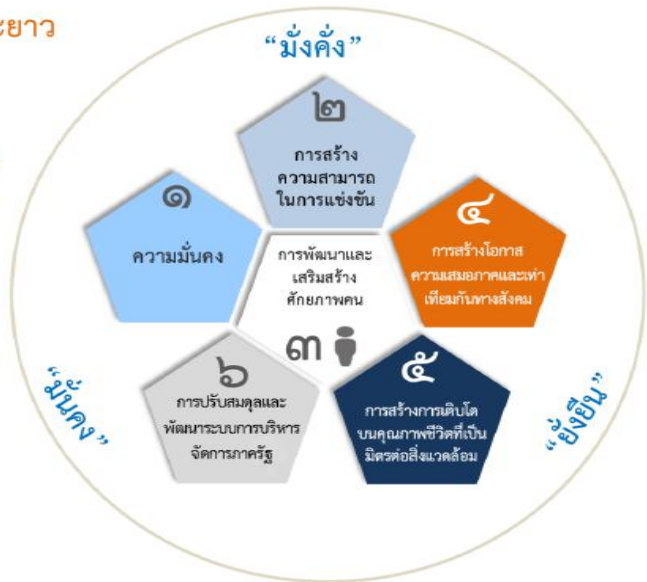 ะยาว
“มั่งคั่ง”
๒
การสร้าง
ความสามารถ
ในการแข่งขัน
๑
ความมั่นคง
๔
การสร้างโอกาส
ความเสมอภาคและเท่า
เทียมกันทางสังคม
การพัฒนาและ
เสริมสร้าง
ศักยภาพคน
๓
๖
การปรับสมดุลและ
พัฒนาระบบการบริหาร
จัดการภาครัฐ
๕
การสร้างการเติบโต
บนคุณภาพชีวิตที่เป็น
มิตรต่อสิ่งแวดล้อม
“มั่นคง”
“ยั่งยืน”